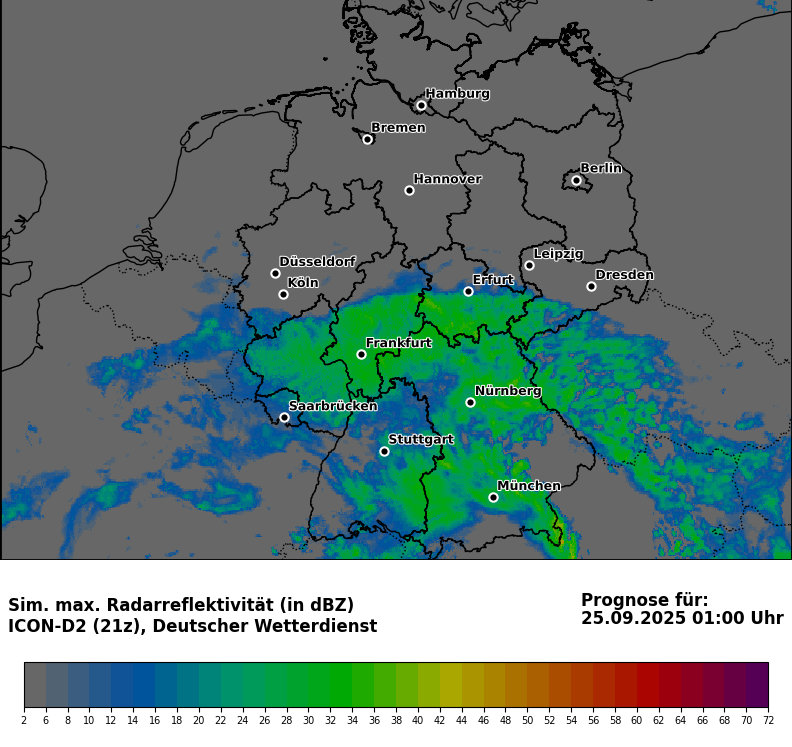 Hamburg
Bremen
Berlin
Hannover
Leipzig
Düsseldorf
Dresden
Köln
Erfurt
Frankfurt
Nürnberg
Saarbrücken
Stuttgart
München
Sim. max. Radarreflektivität (in dBZ)
ICON-D2 (21z), Deutscher Wetterdienst
Prognose für:
25.09.2025 01:00 Uhr
2 6 8 10 12 14 16 18 20 22 24 26 28 30 32 34 36 38 40 42 44 46 48 50 52 54 56 58 60 62 64 66 68 70 72